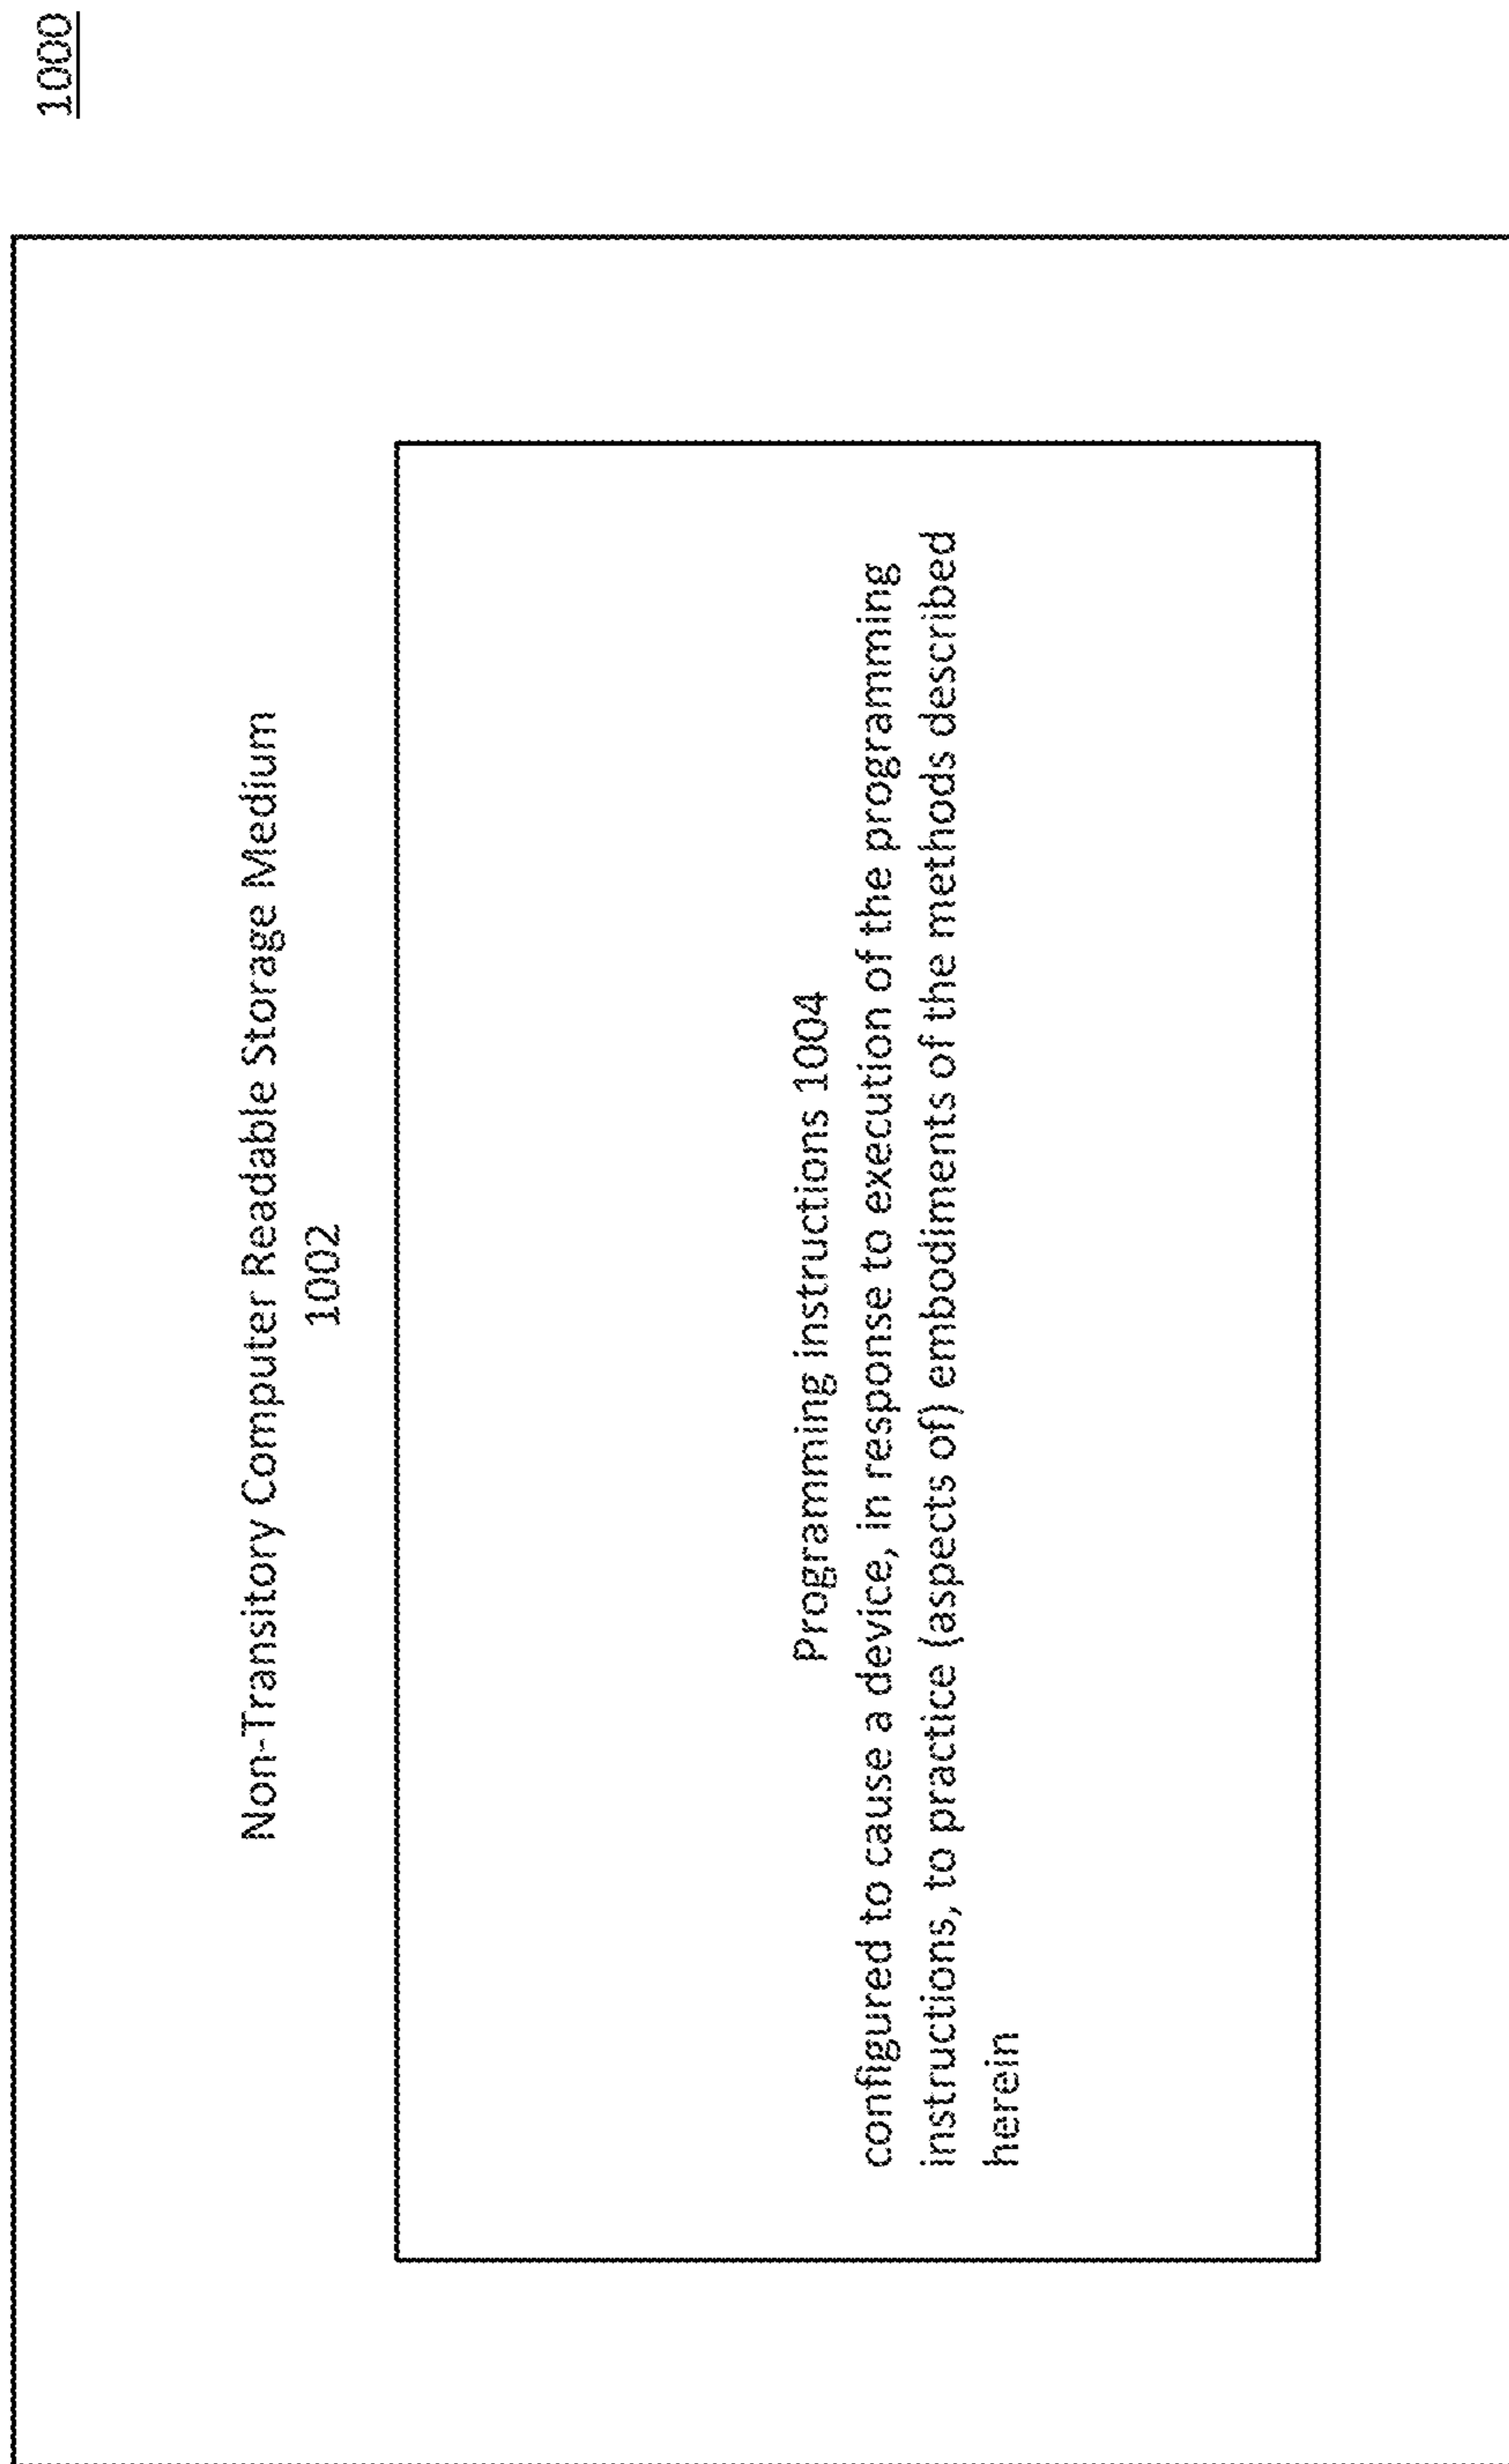 1000
Non-Transitory Computer Readable Storage Medium
1002
Programming instructions 1004
configured to cause a device, in response to execution of the programming
instructions, to practice (aspects of) embodiments of the methods described
herein